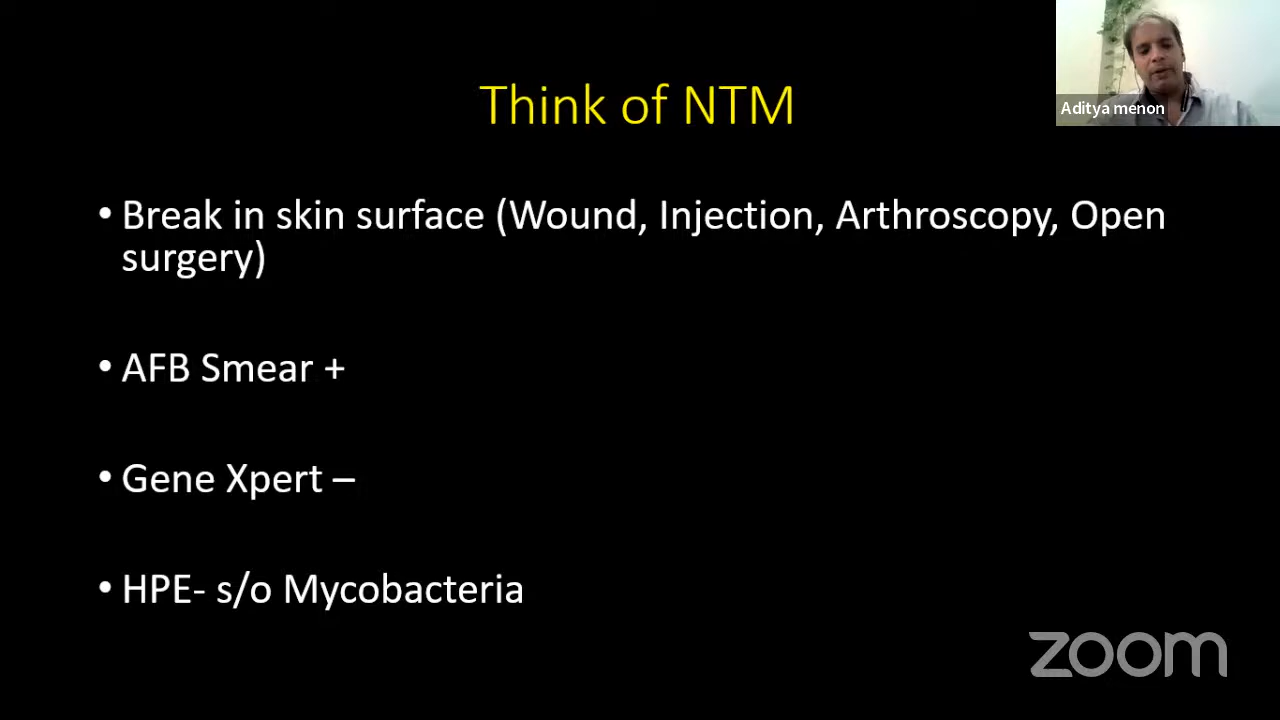 Think of NTM
Aditya menon
• Break in skin surface (Wound, Injection, Arthroscopy, Open
surgery)
• AFB Smear +
• Gene Xpert –
• HPE- s/o Mycobacteria
zoom